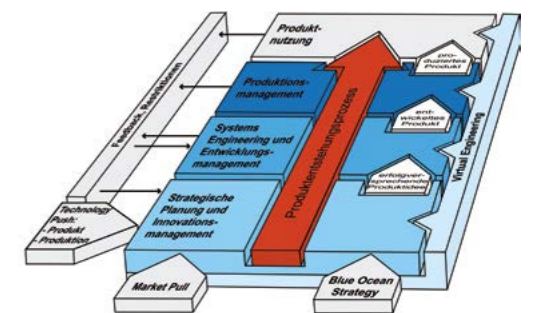 Produkt-
nutzung
pro-
duziertes
Produkt
Produktions-
management
ent-
wickeltes
Produkt
Feedback, Restriktionen
Systems
Engineering und
Entwicklungs-
management
Produktentstehungsprozess
Virtual Engineering
erfolgver-
sprechende
Produktidee
Strategische
Planung und
Innovations-
management
Technology
Push:
- Produkt
- Produktion
Market Pull
Blue Ocean
Strategy